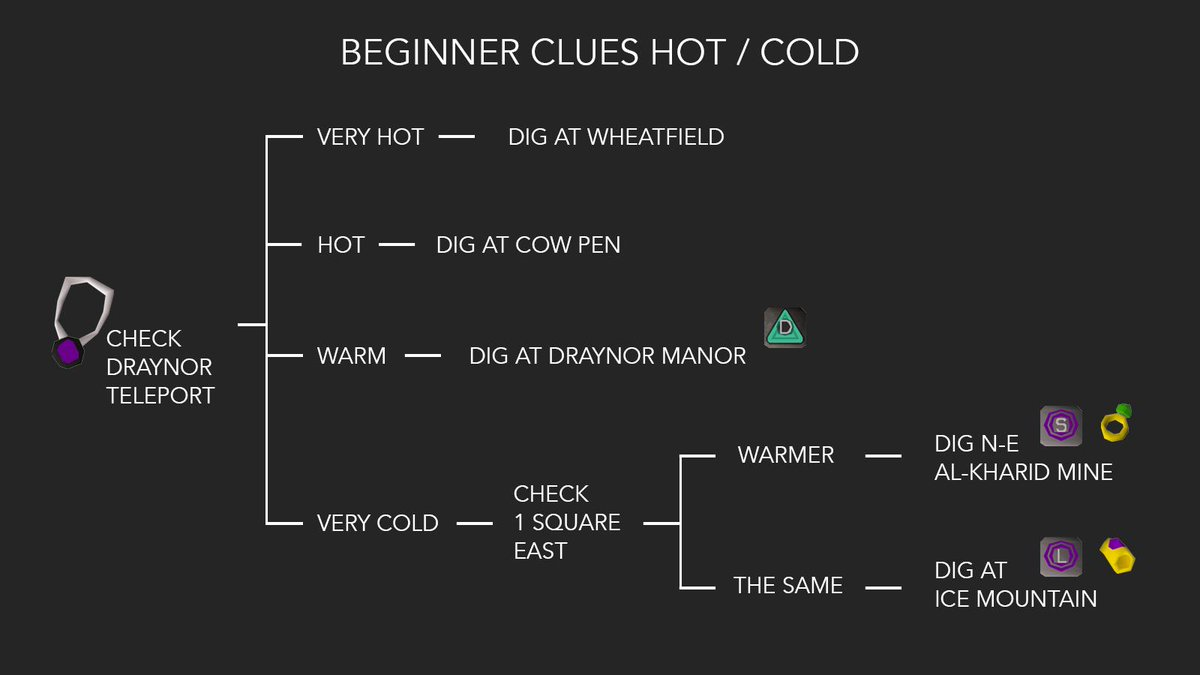 BEGINNER CLUES HOT / COLD
VERY HOT
DIG AT WHEATFIELD
HOT
DIG AT COW PEN
CHECK
DRAYNOR
TELEPORT
WARM
DIG AT DRAYNOR MANOR
D
VERY COLD
CHECK
1 SQUARE
EAST
WARMER
DIG N-E
AL-KHARID MINE
S
THE SAME
DIG AT
ICE MOUNTAIN
L